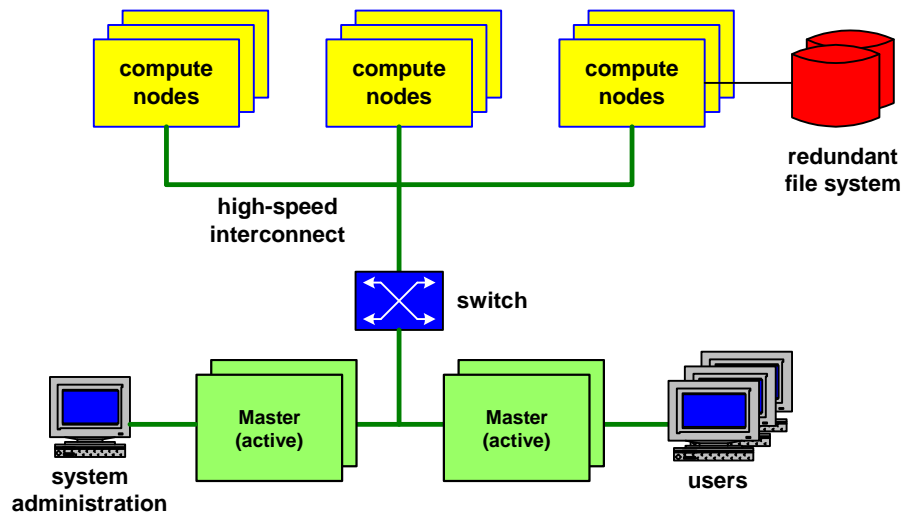 compute
nodes
compute
nodes
compute
nodes
redundant
file system
high-speed
interconnect
switch
Master
(active)
Master
(active)
system
administration
users